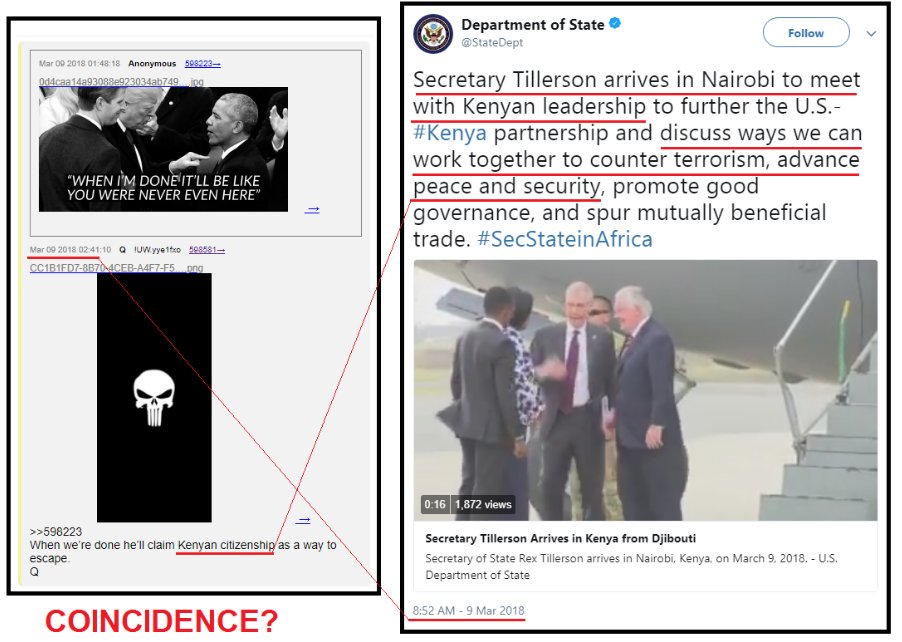 Mar 09 2018 01:48:18 Anonymous 598223→
0d4caa14a93088e923034ab749... .jpg
“WHEN I’M DONE IT’LL BE LIKE
YOU WERE NEVER EVEN HERE”
→
Mar 09 2018 02:41:10 Q !UW.yye1fxo 598581→
CC1B1FD7-8B70-4CEB-A4F7-F5... .png
→
>>598223
When we’re done he’ll claim Kenyan citizenship as a way to
escape.
Q
COINCIDENCE?
Department of State
@StateDept
Follow
Secretary Tillerson arrives in Nairobi to meet
with Kenyan leadership to further the U.S.-
#Kenya partnership and discuss ways we can
work together to counter terrorism, advance
peace and security, promote good
governance, and spur mutually beneficial
trade. #SecStateinAfrica
0:16 1,872 views
Secretary Tillerson Arrives in Kenya from Djibouti
Secretary of State Rex Tillerson arrives in Nairobi, Kenya, on March 9, 2018. - U.S.
Department of State
8:52 AM - 9 Mar 2018